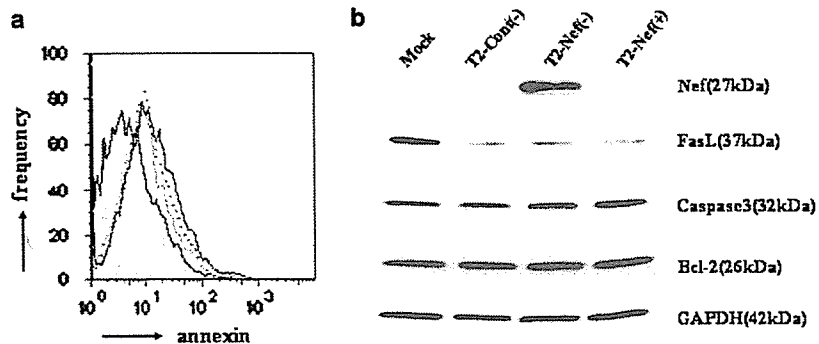 a
100
80
60
40
20
0
frequency
10⁰ 10¹ 10² 10³
annexin
b
Mock T2-Cont(-) T2-Nef(-) T2-Nef(+)
Nef(27kDa)
FasL(37kDa)
Caspase3(32kDa)
Bcl-2(26kDa)
GAPDH(42kDa)